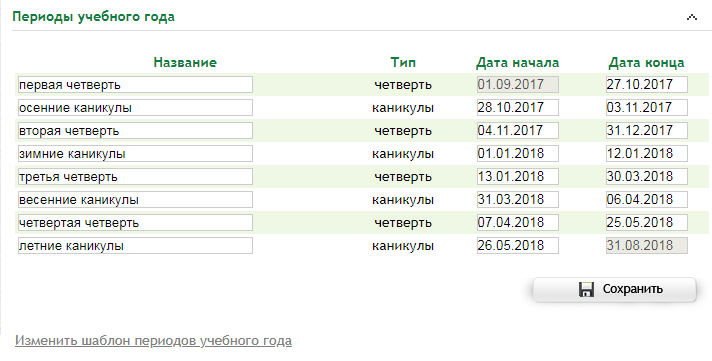 Периоды учебного года
Название Тип Дата начала Дата конца
первая четверть четверть 01.09.2017 27.10.2017
осенние каникулы каникулы 28.10.2017 03.11.2017
вторая четверть четверть 04.11.2017 31.12.2017
зимние каникулы каникулы 01.01.2018 12.01.2018
третья четверть четверть 13.01.2018 30.03.2018
весенние каникулы каникулы 31.03.2018 06.04.2018
четвертая четверть четверть 07.04.2018 25.05.2018
летние каникулы каникулы 26.05.2018 31.08.2018
Сохранить
Изменить шаблон периодов учебного года